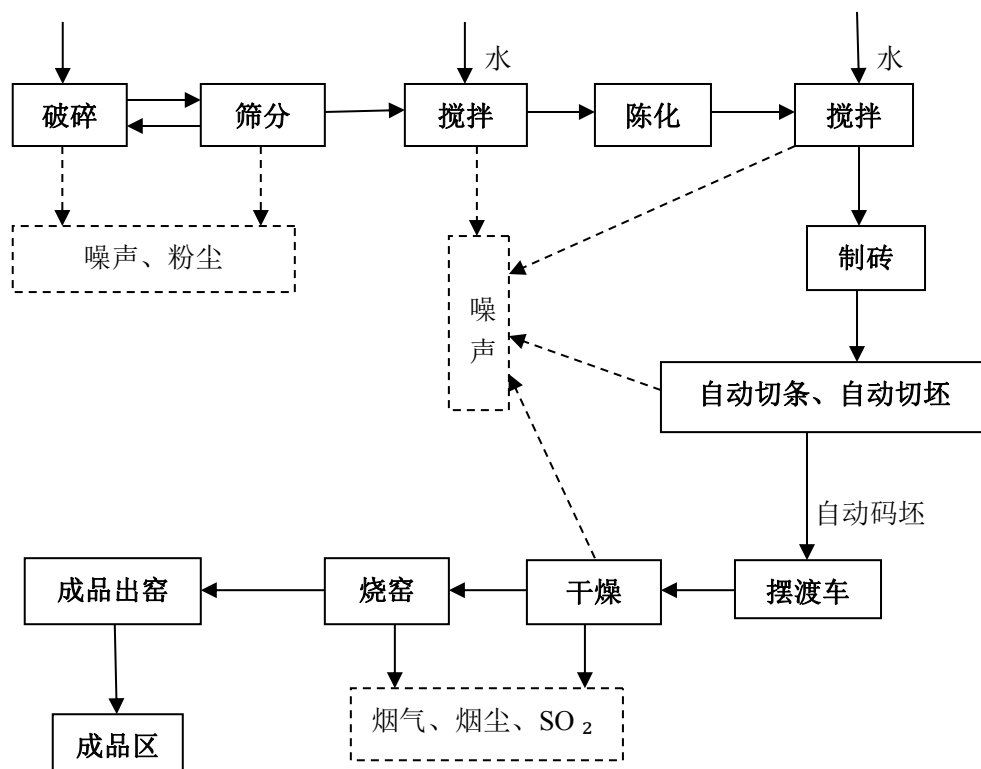 水
水
破碎
筛分
搅拌
陈化
搅拌
噪声、粉尘
制砖
噪
声
自动切条、自动切坯
自动码坯
成品出窑
烧窑
干燥
摆渡车
烟气、烟尘、SO₂
成品区